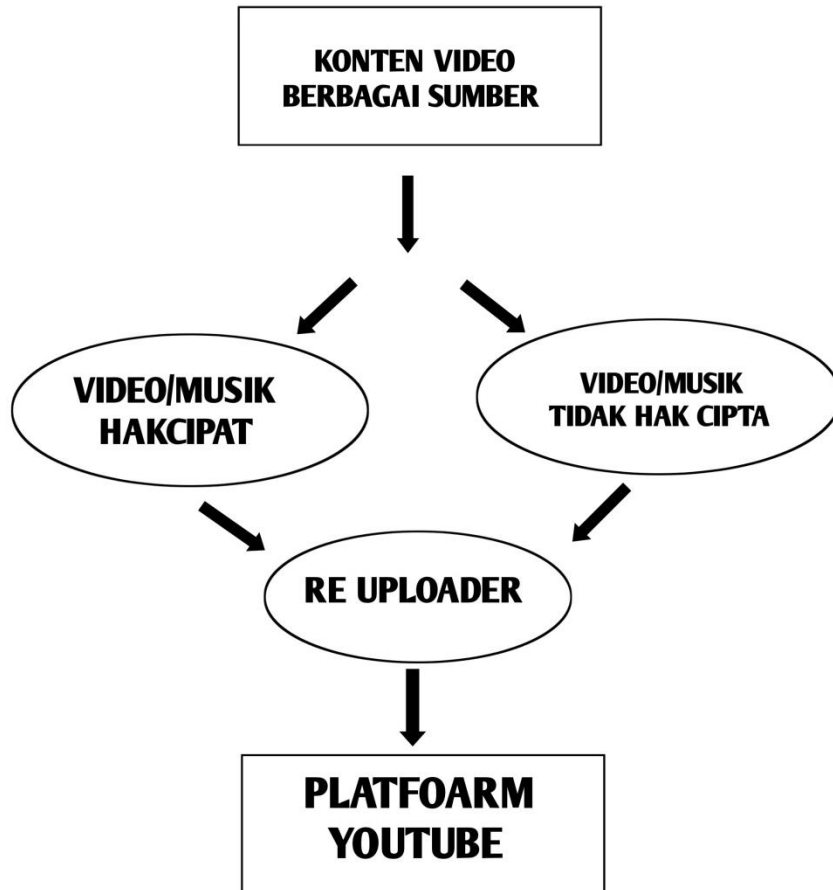 KONTEN VIDEO
BERBAGAI SUMBER
VIDEO/MUSIK
HAKCIPAT
VIDEO/MUSIK
TIDAK HAK CIPTA
RE UPLOADER
PLATFOARM
YOUTUBE